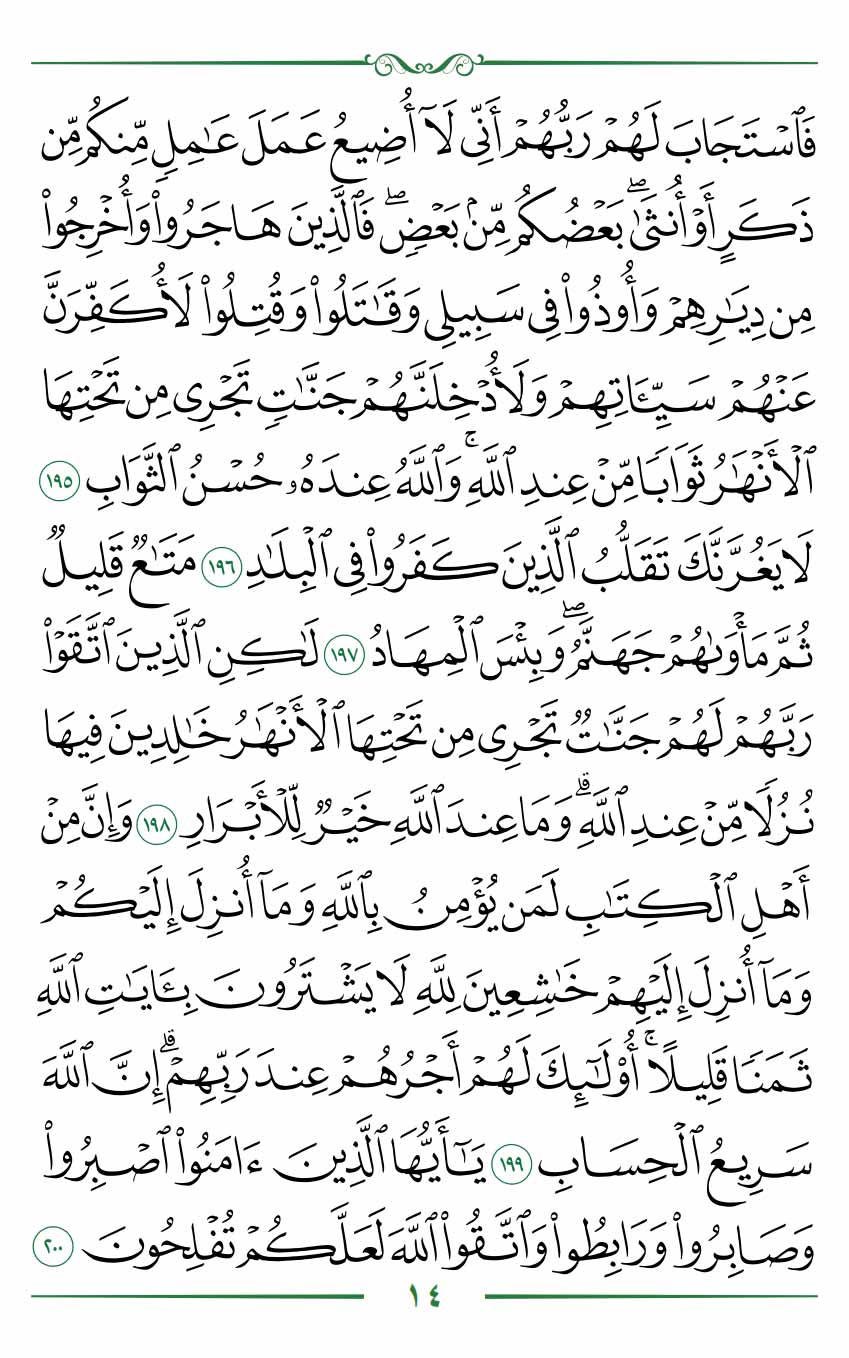 فَٱسْتَجَابَ لَهُمْ رَبُّهُمْ أَنِّى لَآ أُضِيعُ عَمَلَ عَٰمِلٍ مِّنكُم مِّن
ذَكَرٍ أَوْ أُنثَىٰ ۖ بَعْضُكُم مِّنۢ بَعْضٍ ۖ فَٱلَّذِينَ هَاجَرُوا۟ وَأُخْرِجُوا۟
مِن دِيَٰرِهِمْ وَأُوذُوا۟ فِى سَبِيلِى وَقَٰتَلُوا۟ وَقُتِلُوا۟ لَأُكَفِّرَنَّ
عَنْهُمْ سَيِّـَٔاتِهِمْ وَلَأُدْخِلَنَّهُمْ جَنَّٰتٍ تَجْرِى مِن تَحْتِهَا
ٱلْأَنْهَٰرُ ثَوَابًا مِّنْ عِندِ ٱللَّهِ ۚ وَٱللَّهُ عِندَهُۥ حُسْنُ ٱلثَّوَابِ ١٩٥
لَا يَغُرَّنَّكَ تَقَلُّبُ ٱلَّذِينَ كَفَرُوا۟ فِى ٱلْبِلَٰدِ ١٩٦ مَتَٰعٌ قَلِيلٌ
ثُمَّ مَأْوَىٰهُمْ جَهَنَّمُ ۖ وَبِئْسَ ٱلْمِهَادُ ١٩٧ لَٰكِنِ ٱلَّذِينَ ٱتَّقَوْا۟
رَبَّهُمْ لَهُمْ جَنَّٰتٌ تَجْرِى مِن تَحْتِهَا ٱلْأَنْهَٰرُ خَٰلِدِينَ فِيهَا
نُزُلًا مِّنْ عِندِ ٱللَّهِ ۗ وَمَا عِندَ ٱللَّهِ خَيْرٌ لِّلْأَبْرَارِ ١٩٨ وَإِنَّ مِنْ
أَهْلِ ٱلْكِتَٰبِ لَمَن يُؤْمِنُ بِٱللَّهِ وَمَآ أُنزِلَ إِلَيْكُمْ
وَمَآ أُنزِلَ إِلَيْهِمْ خَٰشِعِينَ لِلَّهِ لَا يَشْتَرُونَ بِـَٔايَٰتِ ٱللَّهِ
ثَمَنًا قَلِيلًا ۚ أُو۟لَٰٓئِكَ لَهُمْ أَجْرُهُمْ عِندَ رَبِّهِمْ ۗ إِنَّ ٱللَّهَ
سَرِيعُ ٱلْحِسَابِ ١٩٩ يَٰٓأَيُّهَا ٱلَّذِينَ ءَامَنُوا۟ ٱصْبِرُوا۟
وَصَابِرُوا۟ وَرَابِطُوا۟ وَٱتَّقُوا۟ ٱللَّهَ لَعَلَّكُمْ تُفْلِحُونَ ٢٠٠
١٤